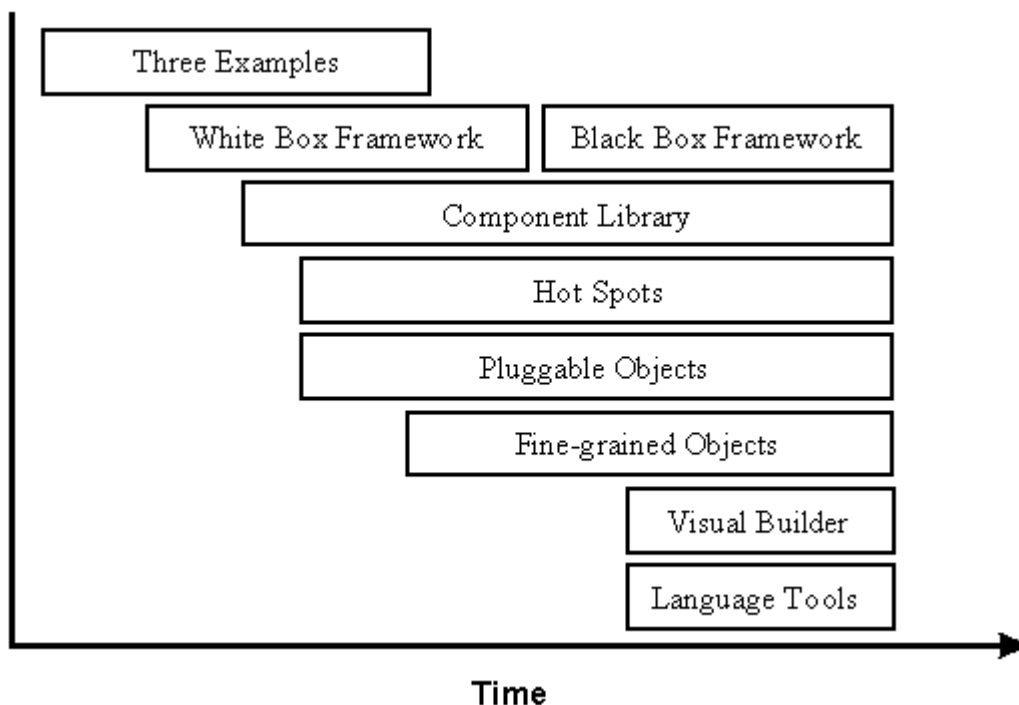 Three Examples
White Box Framework
Black Box Framework
Component Library
Hot Spots
Pluggable Objects
Fine-grained Objects
Visual Builder
Language Tools
Time